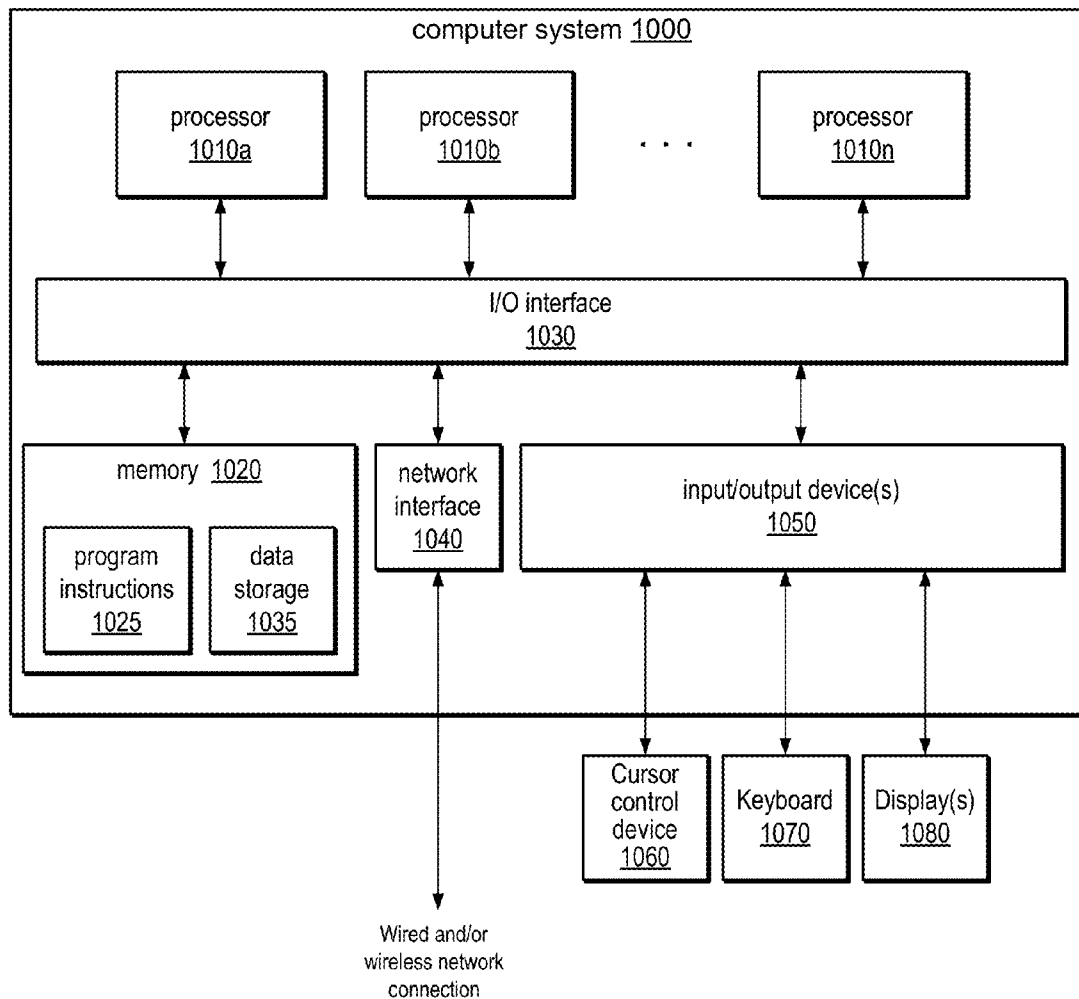 computer system 1000
processor
1010a
processor
1010b
. . .
processor
1010n
I/O interface
1030
memory 1020
program
instructions
1025
data
storage
1035
network
interface
1040
input/output device(s)
1050
Cursor
control
device
1060
Keyboard
1070
Display(s)
1080
Wired and/or
wireless network
connection